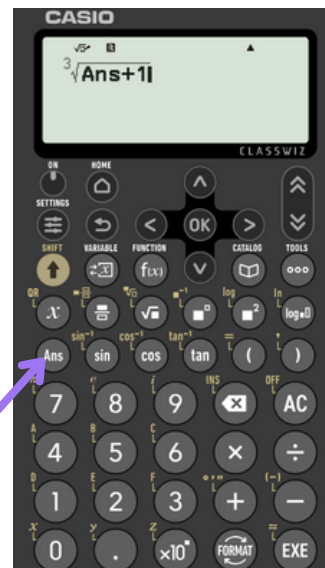 CASIO
√ R
³√Ans+1
CLASSWIZ
ON HOME
SETTINGS
OK
SHIFT VARIABLE FUNCTION CATALOG TOOLS
f(x)
QR log ln
x √ log
sin⁻¹ cos⁻¹ tan⁻¹ = ,
Ans sin cos tan ( )
INS OFF
7 8 9 AC
A B C
4 5 6 × ÷
D E F °′″ (-)
1 2 3 + −
x y z ≈
0 . ×10 FORMAT EXE